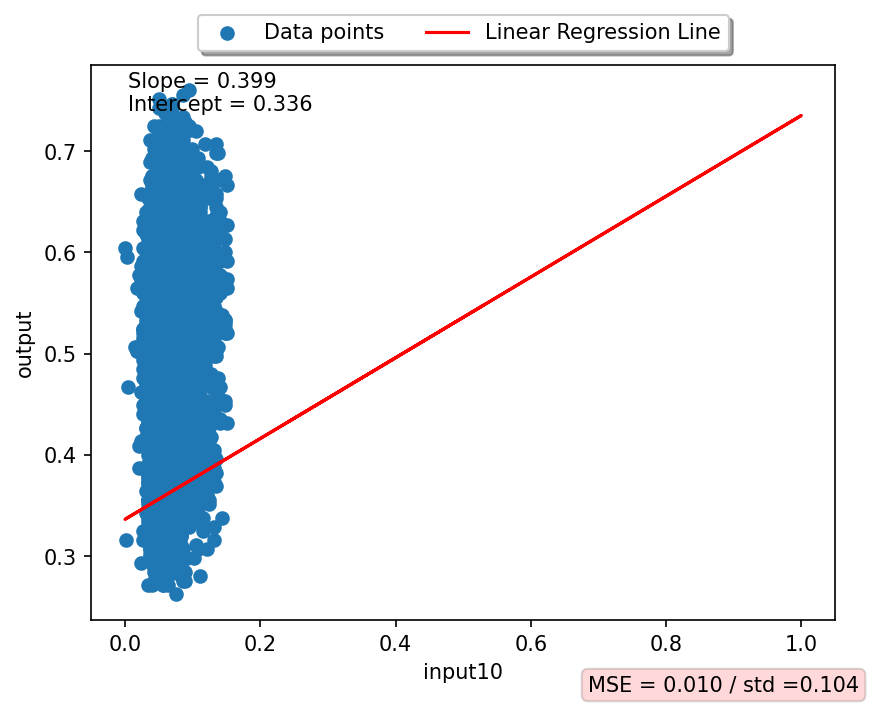 Data points
Linear Regression Line
Slope = 0.399
Intercept = 0.336
0.7
0.6
0.5
0.4
0.3
output
0.0
0.2
0.4
0.6
0.8
1.0
input10
MSE = 0.010 / std =0.104